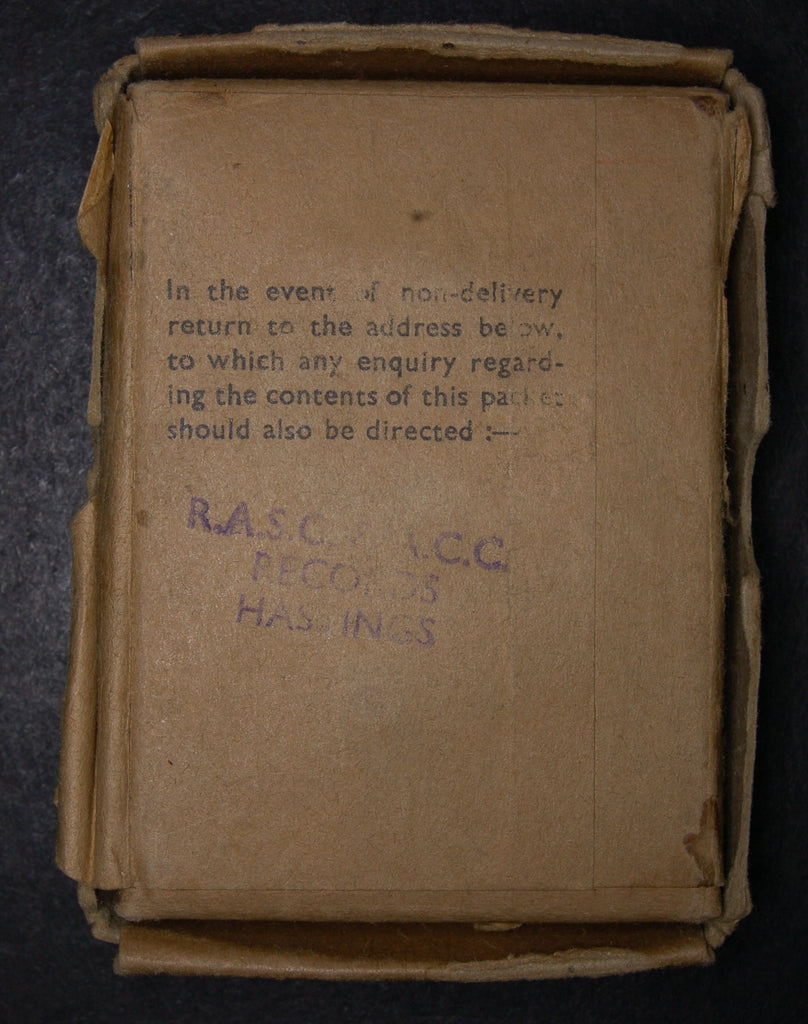 In the event of non-delivery
return to the address below,
to which any enquiry regard-
ing the contents of this packet
should also be directed :—
R.A.S.C. A.C.C.
RECORDS
HASTINGS